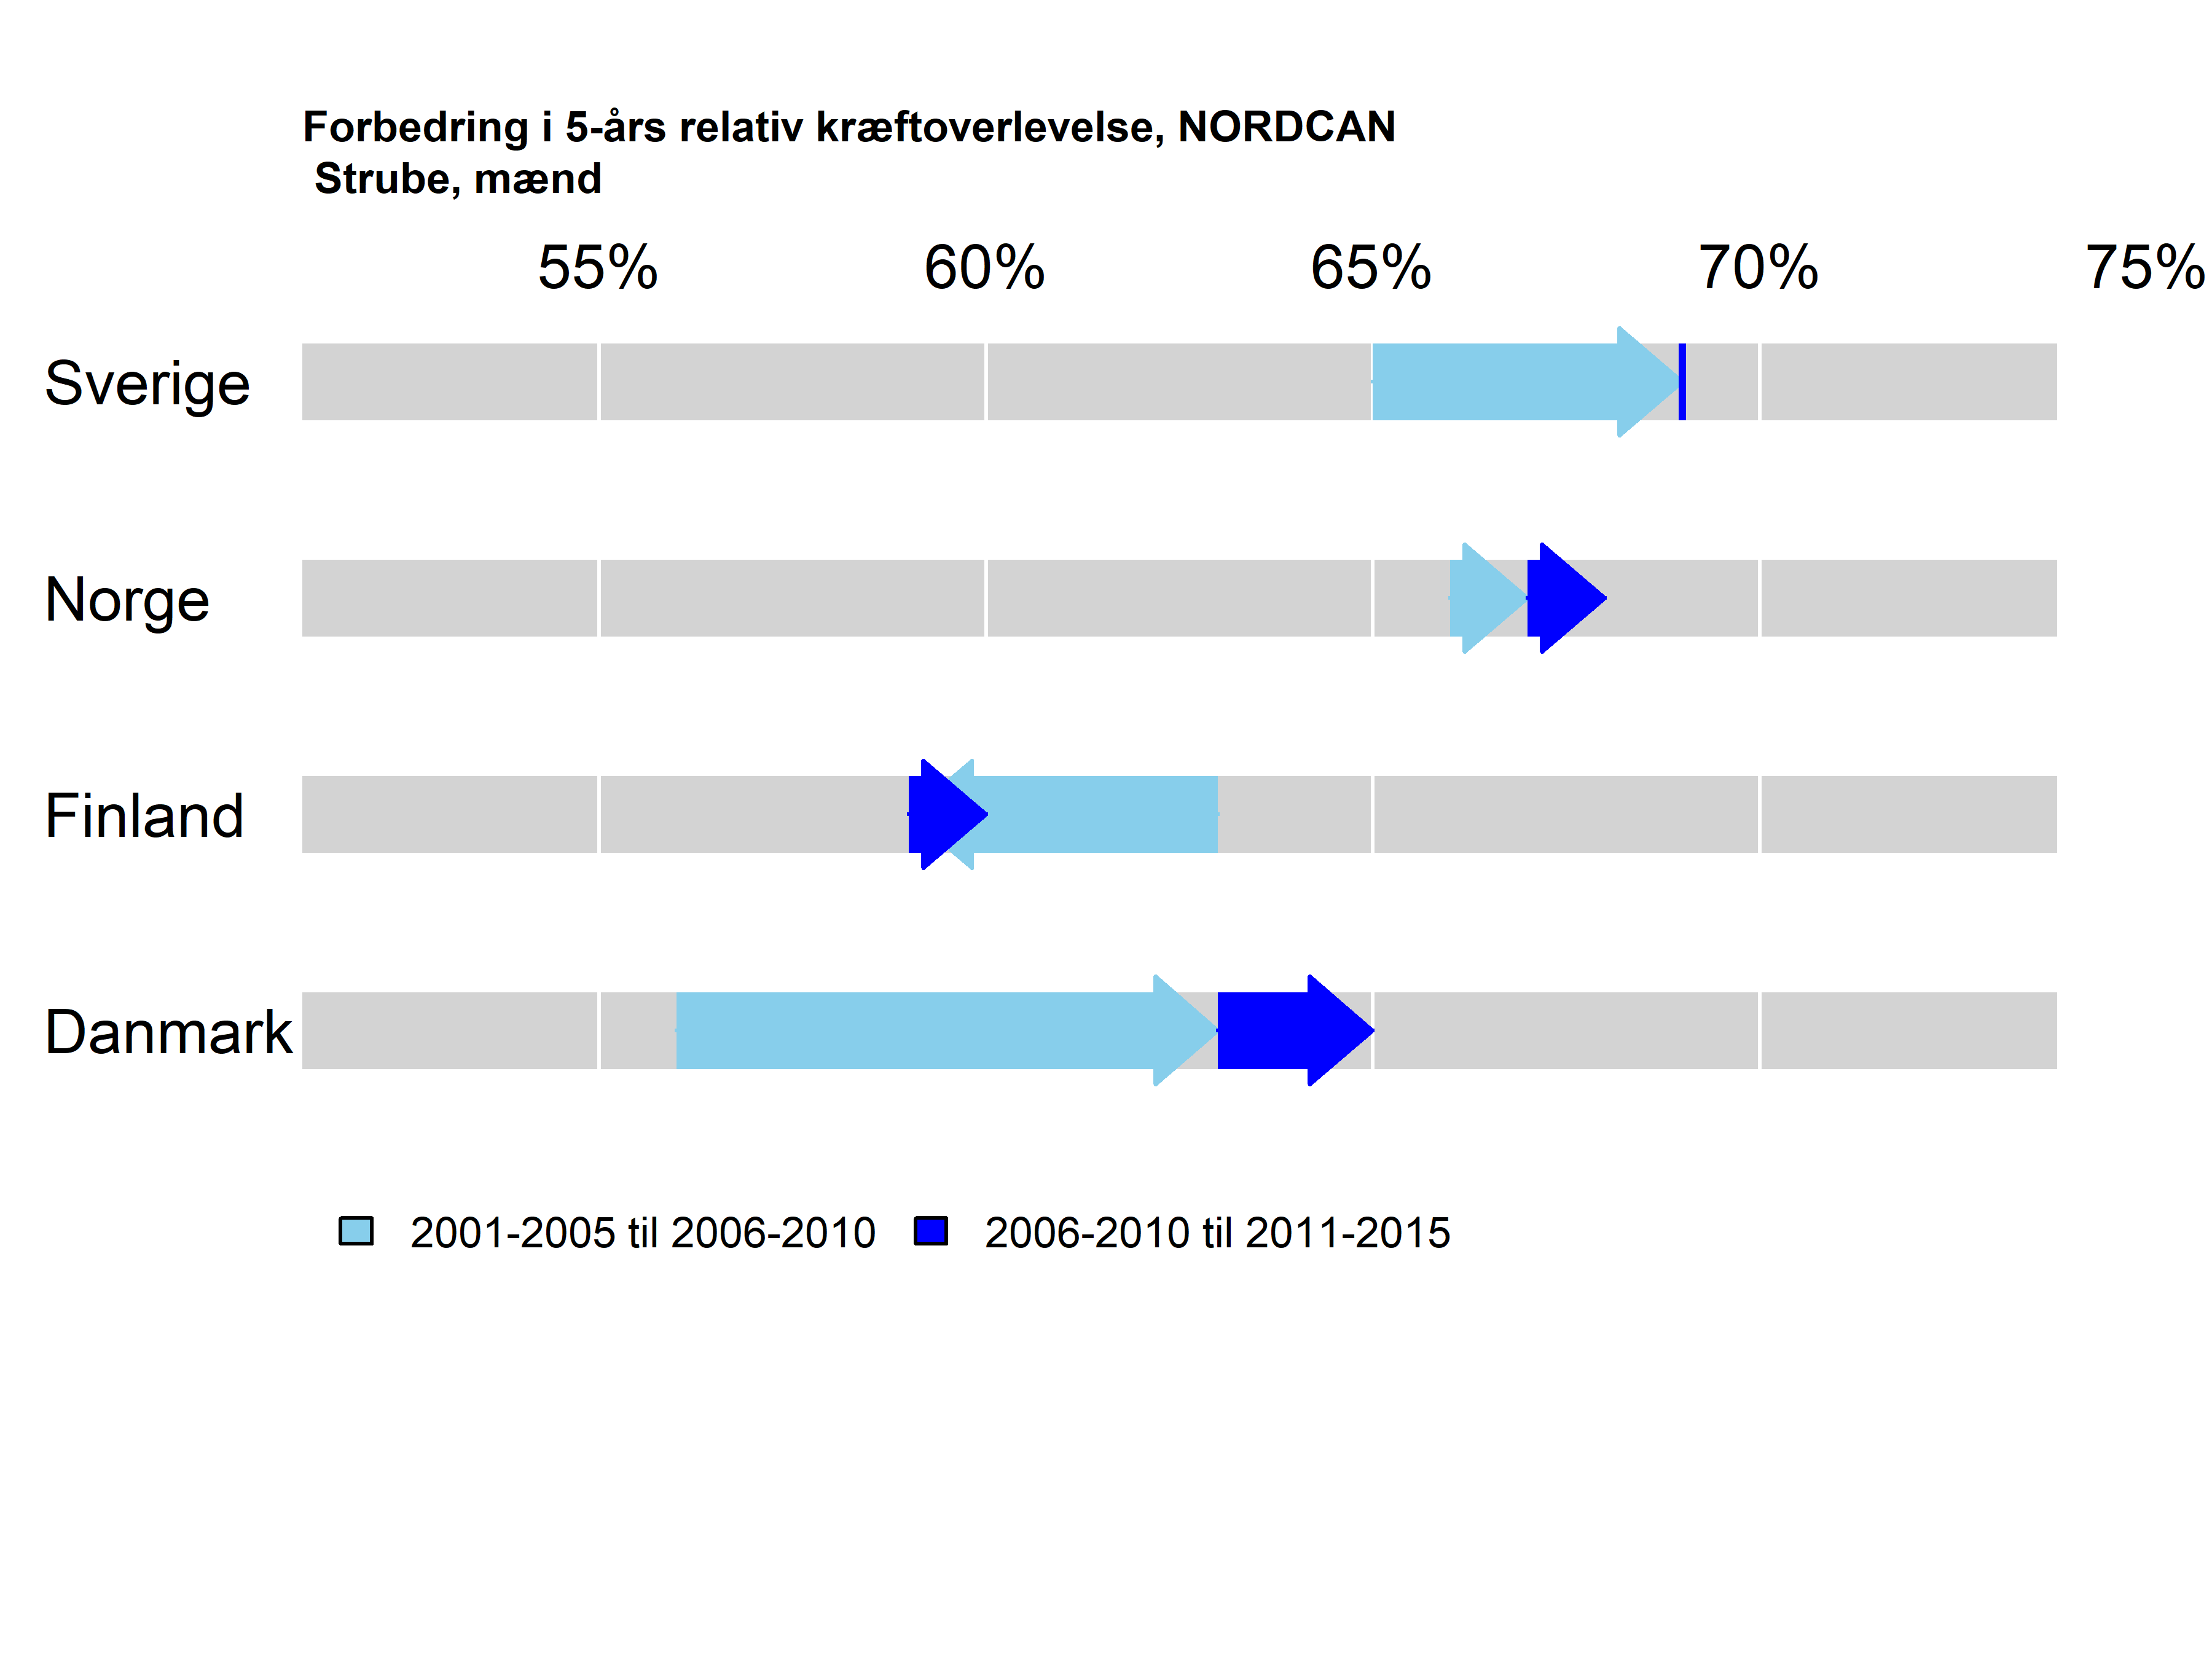 Forbedring i 5-års relativ kræftoverlevelse, NORDCAN
Strube, mænd
55% 60% 65% 70% 75%
Sverige
Norge
Finland
Danmark
2001-2005 til 2006-2010 2006-2010 til 2011-2015